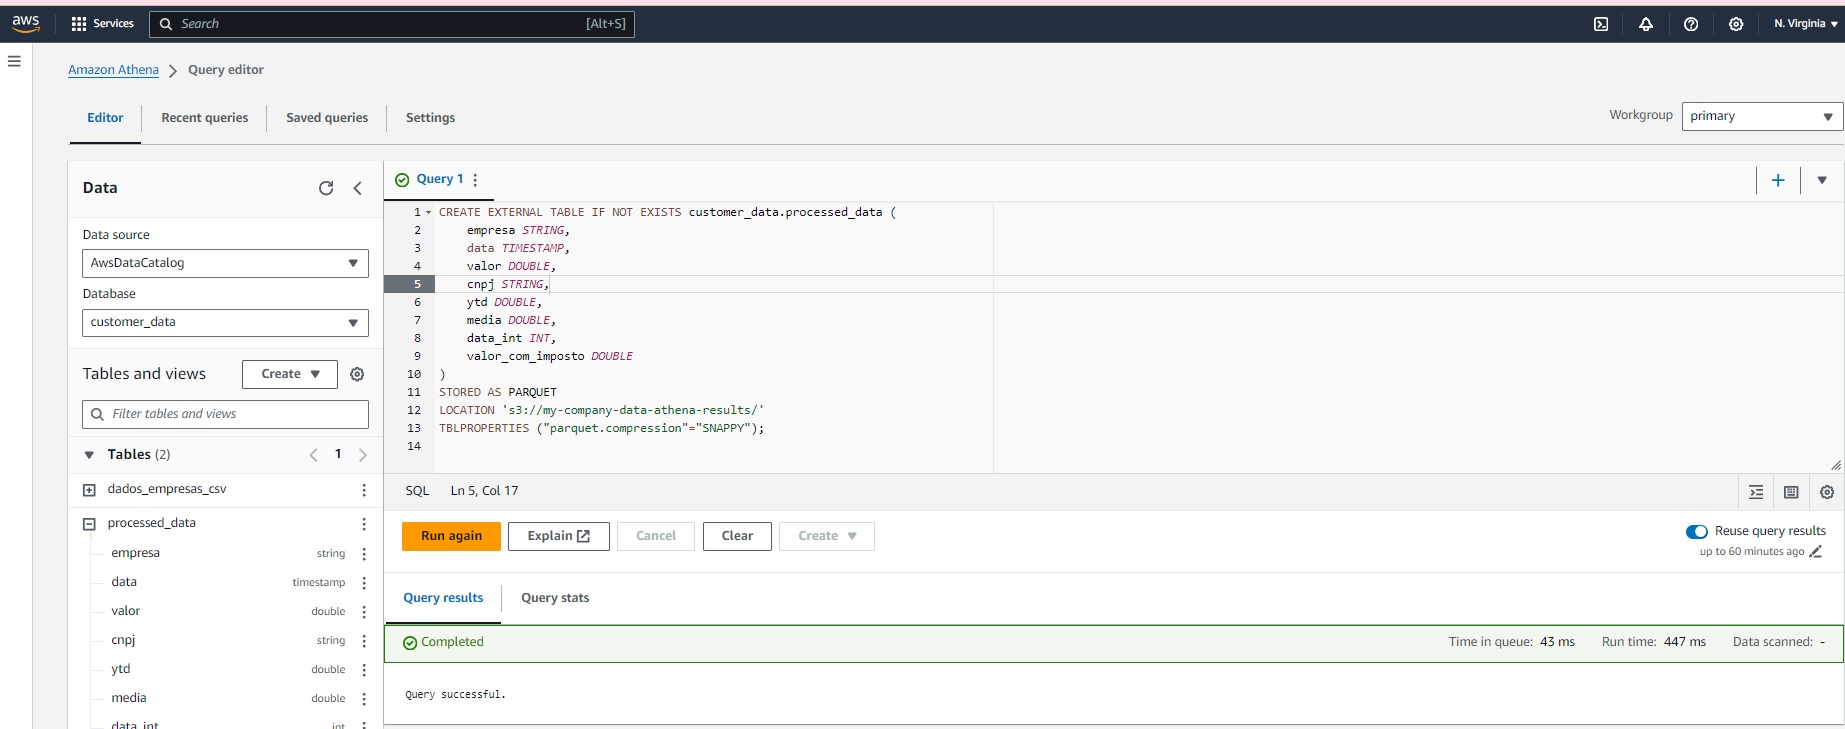 aws
Services
Search
[Alt+S]
N. Virginia
Amazon Athena
Query editor
Editor
Recent queries
Saved queries
Settings
Workgroup
primary
Data
Data source
AwsDataCatalog
Database
customer_data
Tables and views
Create
Filter tables and views
Tables (2)
1
dados_empresas_csv
processed_data
empresa string
data timestamp
valor double
cnpj string
ytd double
media double
data_int int
Query 1
1 CREATE EXTERNAL TABLE IF NOT EXISTS customer_data.processed_data (
2 empresa STRING,
3 data TIMESTAMP,
4 valor DOUBLE,
5 cnpj STRING,
6 ytd DOUBLE,
7 media DOUBLE,
8 data_int INT,
9 valor_com_imposto DOUBLE
10 )
11 STORED AS PARQUET
12 LOCATION 's3://my-company-data-athena-results/'
13 TBLPROPERTIES ("parquet.compression"="SNAPPY");
14
SQL Ln 5, Col 17
Run again
Explain
Cancel
Clear
Create
Reuse query results
up to 60 minutes ago
Query results
Query stats
Completed
Time in queue: 43 ms
Run time: 447 ms
Data scanned: -
Query successful.